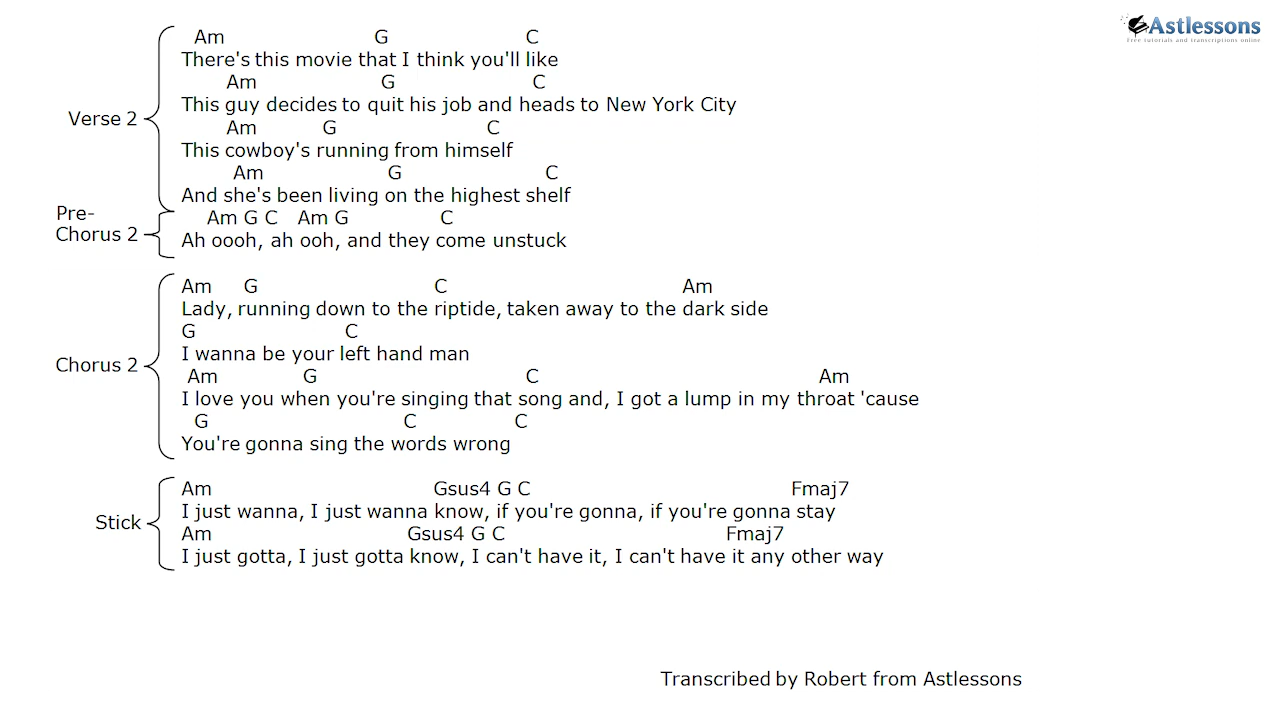 Astlessons
Free tutorials and transcriptions online
Am G C
There's this movie that I think you'll like
Am G C
This guy decides to quit his job and heads to New York City
Verse 2
Am G C
This cowboy's running from himself
Am G C
And she's been living on the highest shelf
Pre-
Chorus 2
Am G C Am G C
Ah oooh, ah ooh, and they come unstuck
Am G C Am
Lady, running down to the riptide, taken away to the dark side
G C
I wanna be your left hand man
Chorus 2
Am G C Am
I love you when you're singing that song and, I got a lump in my throat 'cause
G C C
You're gonna sing the words wrong
Am Gsus4 G C Fmaj7
I just wanna, I just wanna know, if you're gonna, if you're gonna stay
Stick
Am Gsus4 G C Fmaj7
I just gotta, I just gotta know, I can't have it, I can't have it any other way
Transcribed by Robert from Astlessons